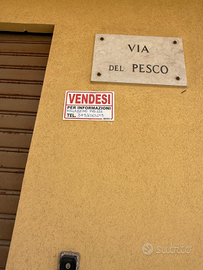 VIA
DEL PESCO
VENDESI
PER INFORMAZIONI
TEL.
subito